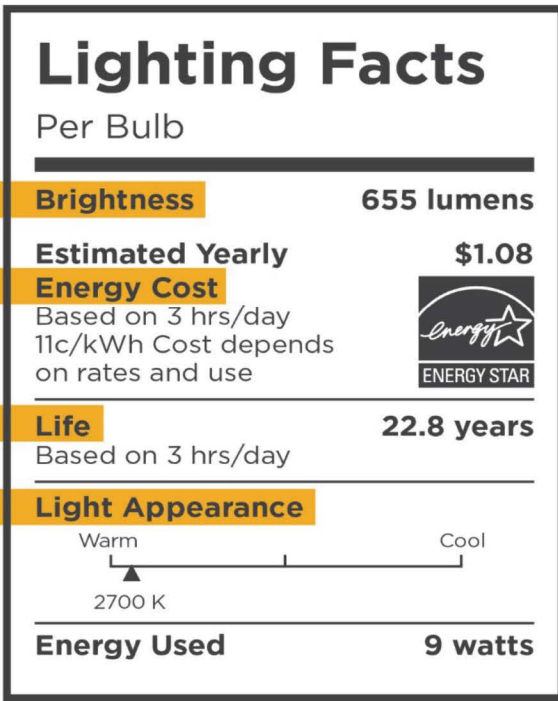 Lighting Facts
Per Bulb
Brightness 655 lumens
Estimated Yearly $1.08
Energy Cost
Based on 3 hrs/day
11c/kWh Cost depends
on rates and use
energy
ENERGY STAR
Life 22.8 years
Based on 3 hrs/day
Light Appearance
Warm Cool
2700 K
Energy Used 9 watts